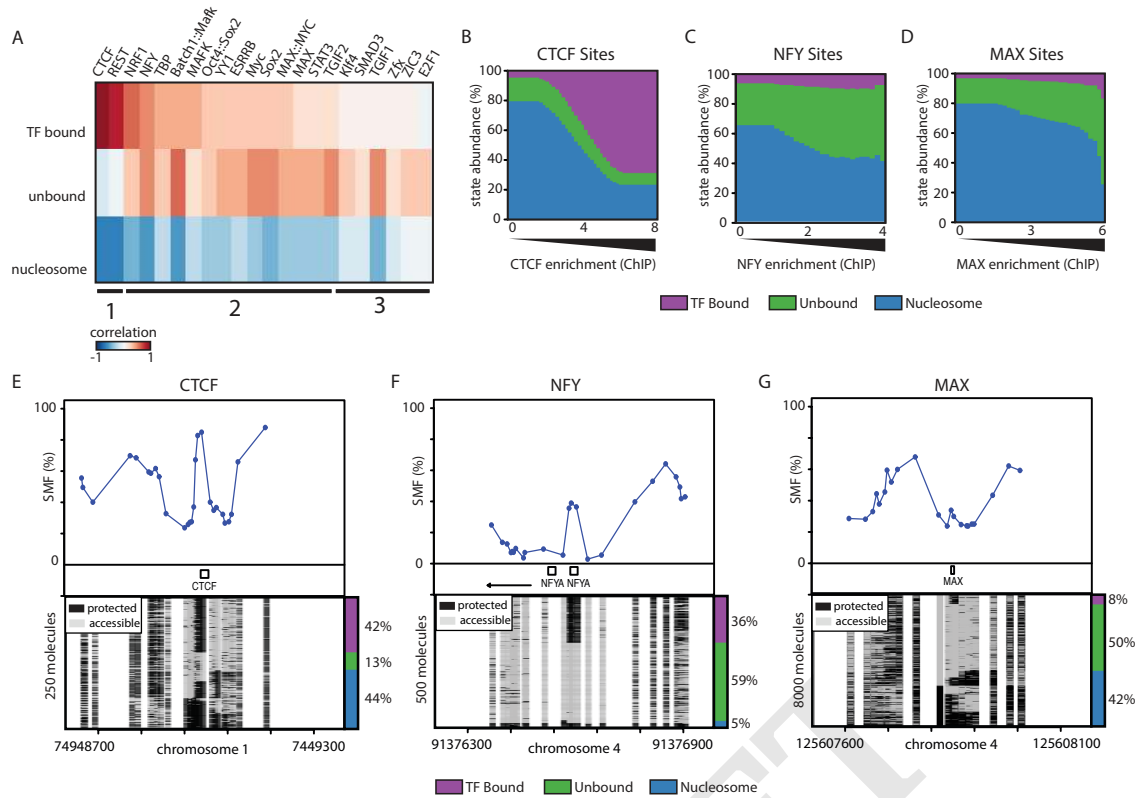 A
CTCF
REST
NRF1
NFY
TBP
Batch1::Mafk
MAFK
Oct4::Sox2
YY1
ESRRB
Myc
Sox2
MAX::MYC
MAX
STAT3
TGIF2
Klf4
SMAD3
TGIF1
Zfx
ZIC3
E2F1
TF bound
unbound
nucleosome
1 2 3
correlation
-1 1
B
CTCF Sites
state abundance (%)
100
80
60
40
20
0
0 4 8
CTCF enrichment (ChIP)
C
NFY Sites
state abundance (%)
100
80
60
40
20
0
0 2 4
NFY enrichment (ChIP)
D
MAX Sites
state abundance (%)
100
80
60
40
20
0
0 3 6
MAX enrichment (ChIP)
TF Bound Unbound Nucleosome
E
CTCF
SMF (%)
100
0
CTCF
protected
accessible
250 molecules
42%
13%
44%
74948700 chromosome 1 7449300
F
NFY
SMF (%)
100
0
NFYA NFYA
protected
accessible
500 molecules
36%
59%
5%
91376300 chromosome 4 91376900
G
MAX
SMF (%)
100
0
MAX
protected
accessible
8000 molecules
8%
50%
42%
125607600 chromosome 4 125608100
TF Bound Unbound Nucleosome